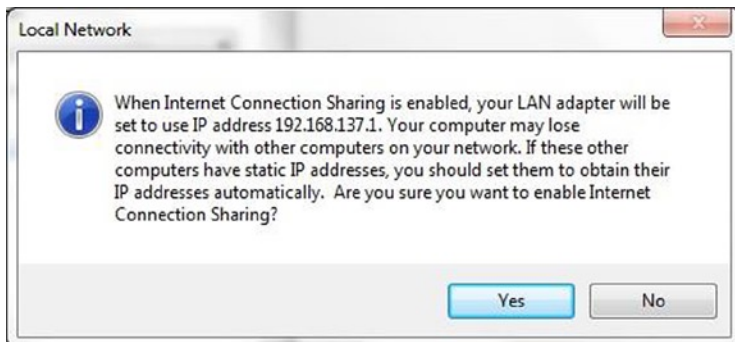 Local Network
When Internet Connection Sharing is enabled, your LAN adapter will be
set to use IP address 192.168.137.1. Your computer may lose
connectivity with other computers on your network. If these other
computers have static IP addresses, you should set them to obtain their
IP addresses automatically.  Are you sure you want to enable Internet
Connection Sharing?
Yes
No